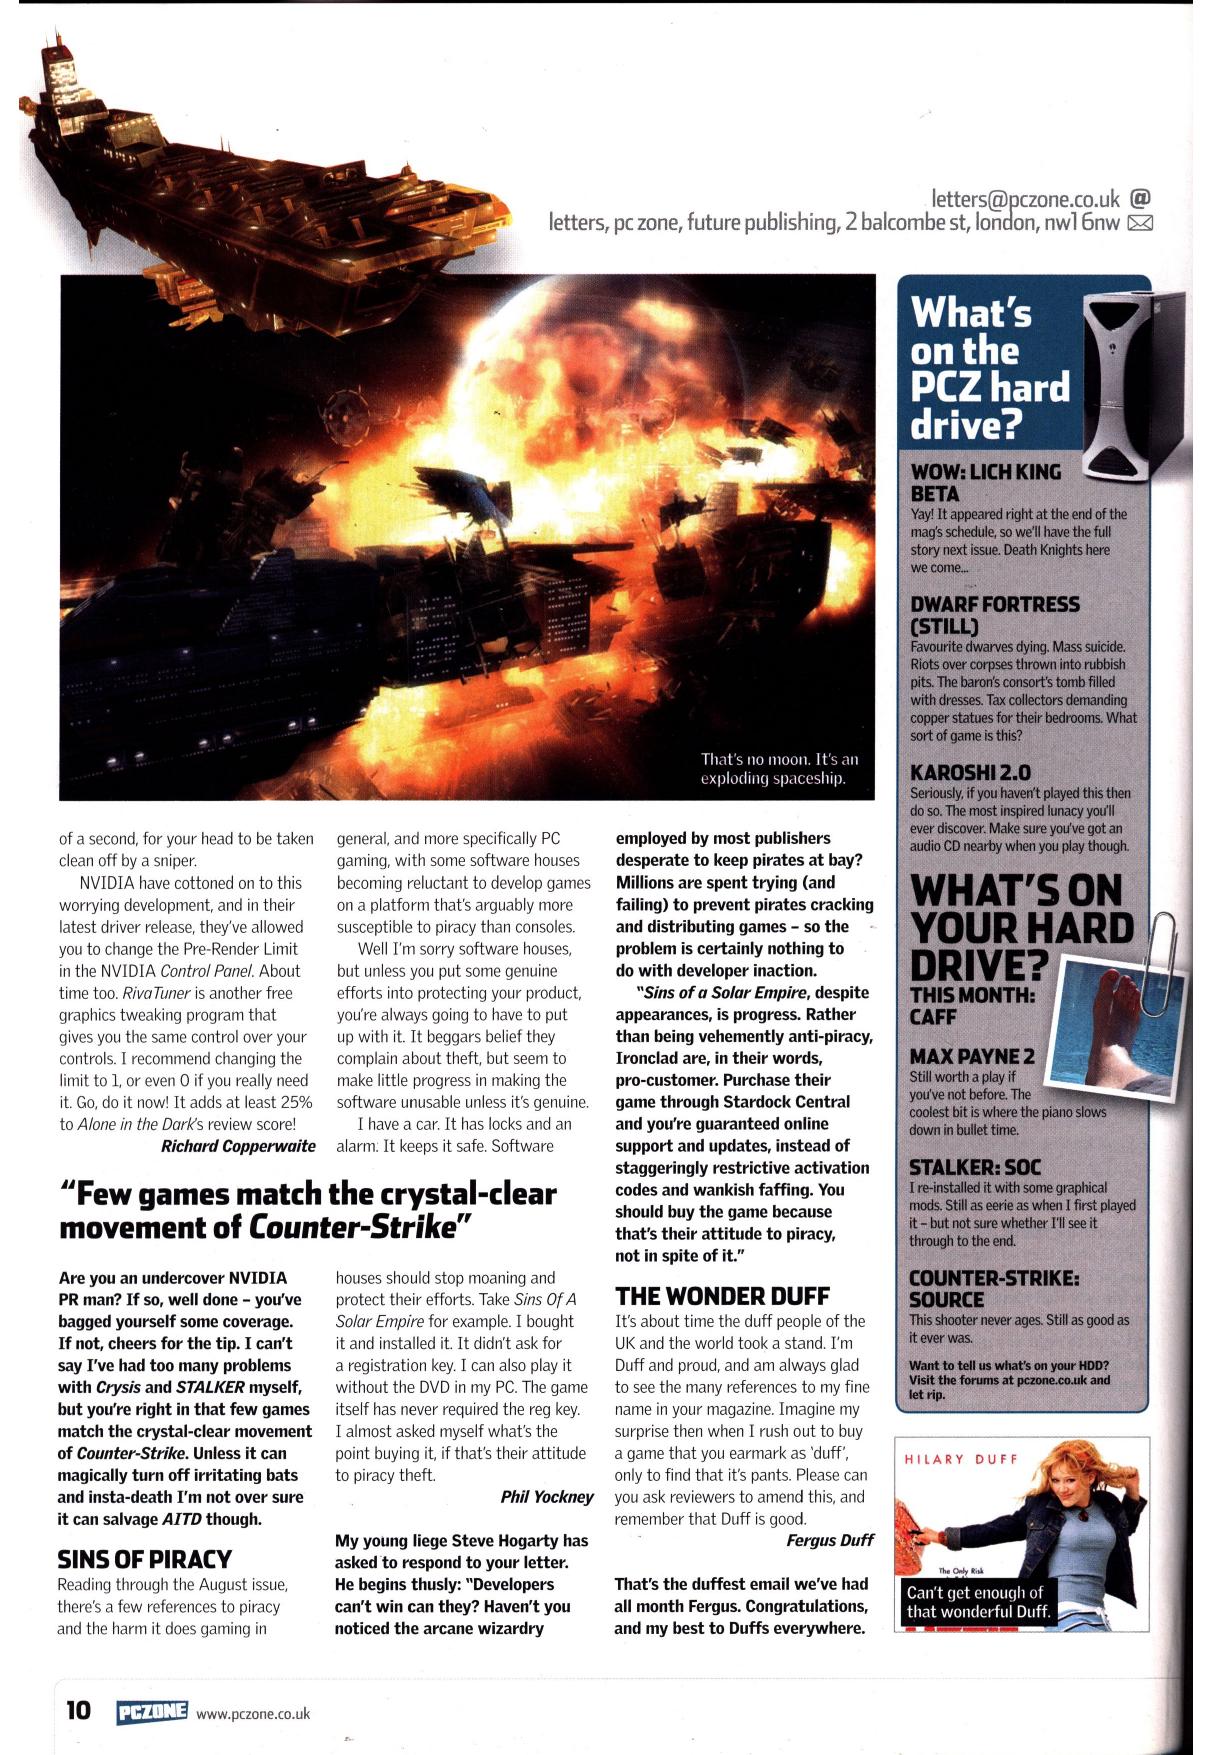 letters@pczone.co.uk @
letters, pc zone, future publishing, 2 balcombe st, london, nw1 6nw
That's no moon. It's an
exploding spaceship.
of a second, for your head to be taken
clean off by a sniper.
NVIDIA have cottoned on to this
worrying development, and in their
latest driver release, they've allowed
you to change the Pre-Render Limit
in the NVIDIA Control Panel. About
time too. RivaTuner is another free
graphics tweaking program that
gives you the same control over your
controls. I recommend changing the
limit to 1, or even 0 if you really need
it. Go, do it now! It adds at least 25%
to Alone in the Dark's review score!
Richard Copperwaite
"Few games match the crystal-clear
movement of Counter-Strike"
Are you an undercover NVIDIA
PR man? If so, well done – you've
bagged yourself some coverage.
If not, cheers for the tip. I can't
say I've had too many problems
with Crysis and STALKER myself,
but you're right in that few games
match the crystal-clear movement
of Counter-Strike. Unless it can
magically turn off irritating bats
and insta-death I'm not over sure
it can salvage AITD though.
SINS OF PIRACY
Reading through the August issue,
there's a few references to piracy
and the harm it does gaming in
general, and more specifically PC
gaming, with some software houses
becoming reluctant to develop games
on a platform that's arguably more
susceptible to piracy than consoles.
Well I'm sorry software houses,
but unless you put some genuine
efforts into protecting your product,
you're always going to have to put
up with it. It beggars belief they
complain about theft, but seem to
make little progress in making the
software unusable unless it's genuine.
I have a car. It has locks and an
alarm. It keeps it safe. Software
houses should stop moaning and
protect their efforts. Take Sins Of A
Solar Empire for example. I bought
it and installed it. It didn't ask for
a registration key. I can also play it
without the DVD in my PC. The game
itself has never required the reg key.
I almost asked myself what's the
point buying it, if that's their attitude
to piracy theft.
Phil Yockney
My young liege Steve Hogarty has
asked to respond to your letter.
He begins thusly: "Developers
can't win can they? Haven't you
noticed the arcane wizardry
employed by most publishers
desperate to keep pirates at bay?
Millions are spent trying (and
failing) to prevent pirates cracking
and distributing games – so the
problem is certainly nothing to
do with developer inaction.
"Sins of a Solar Empire, despite
appearances, is progress. Rather
than being vehemently anti-piracy,
Ironclad are, in their words,
pro-customer. Purchase their
game through Stardock Central
and you're guaranteed online
support and updates, instead of
staggeringly restrictive activation
codes and wankish faffing. You
should buy the game because
that's their attitude to piracy,
not in spite of it."
THE WONDER DUFF
It's about time the duff people of the
UK and the world took a stand. I'm
Duff and proud, and am always glad
to see the many references to my fine
name in your magazine. Imagine my
surprise then when I rush out to buy
a game that you earmark as 'duff',
only to find that it's pants. Please can
you ask reviewers to amend this, and
remember that Duff is good.
Fergus Duff
That's the duffest email we've had
all month Fergus. Congratulations,
and my best to Duffs everywhere.
What's
on the
PCZ hard
drive?
WOW: LICH KING
BETA
Yay! It appeared right at the end of the
mag's schedule, so we'll have the full
story next issue. Death Knights here
we come...
DWARF FORTRESS
(STILL)
Favourite dwarves dying. Mass suicide.
Riots over corpses thrown into rubbish
pits. The baron's consort's tomb filled
with dresses. Tax collectors demanding
copper statues for their bedrooms. What
sort of game is this?
KAROSHI 2.0
Seriously, if you haven't played this then
do so. The most inspired lunacy you'll
ever discover. Make sure you've got an
audio CD nearby when you play though.
WHAT'S ON
YOUR HARD
DRIVE?
THIS MONTH:
CAFF
MAX PAYNE 2
Still worth a play if
you've not before. The
coolest bit is where the piano slows
down in bullet time.
STALKER: SOC
I re-installed it with some graphical
mods. Still as eerie as when I first played
it – but not sure whether I'll see it
through to the end.
COUNTER-STRIKE:
SOURCE
This shooter never ages. Still as good as
it ever was.
Want to tell us what's on your HDD?
Visit the forums at pczone.co.uk and
let rip.
HILARY DUFF
The Only Risk
Can't get enough of
that wonderful Duff.
10 PCZONE www.pczone.co.uk